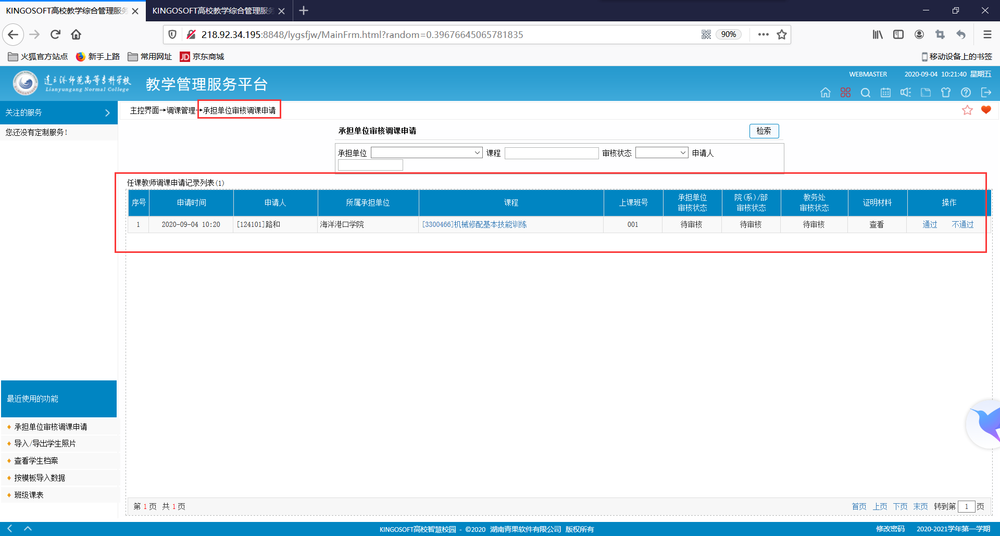 KINGOSOFT高校教学综合管理服务
KINGOSOFT高校教学综合管理服务
218.92.34.195:8848/lygsfjw/MainFrm.html?random=0.39676645065781835
90%
火狐官方站点
新手上路
常用网址
JD 京东商城
移动设备上的书签
连云港师范高等专科学校
Lianyungang Normal College
教学管理服务平台
WEBMASTER 2020-09-04 10:21:40 星期五
关注的服务
您还没有定制服务!
主控界面→调课管理→承担单位审核调课申请
承担单位审核调课申请
检索
承担单位 课程 审核状态 申请人
任课教师调课申请记录列表(1)
序号 申请时间 申请人 所属承担单位 课程 上课班号 承担单位审核状态 院(系)/部审核状态 教务处审核状态 证明材料 操作
1 2020-09-04 10:20 [124101]路和 海洋港口学院 [3300466]机械修配基本技能训练 001 待审核 待审核 待审核 查看 通过 不通过
最近使用的功能
承担单位审核调课申请
导入/导出学生照片
查看学生档案
按模板导入数据
班级课表
第 1 页 共 1 页
首页 上页 下页 末页 转到第 1 页
KINGOSOFT高校智慧校园 - ©2020 湖南青果软件有限公司 版权所有
修改密码 2020-2021学年第一学期